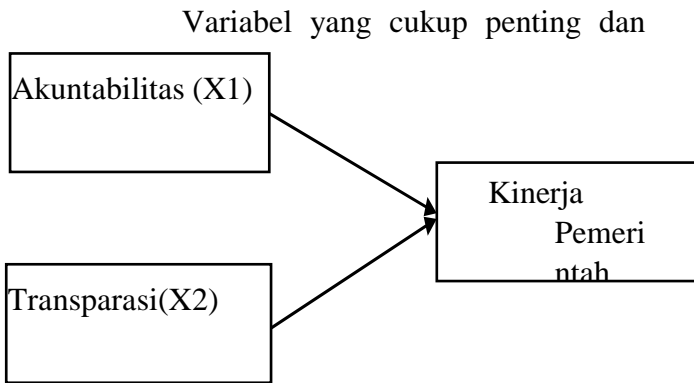 Variabel yang cukup penting dan
Akuntabilitas (X1)
Kinerja
Pemeri
ntah
Transparasi(X2)